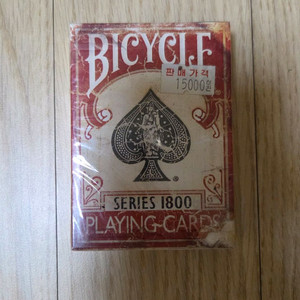 BICYCLE
판매가격
15000원
SERIES 1800
PLAYING-CARDS